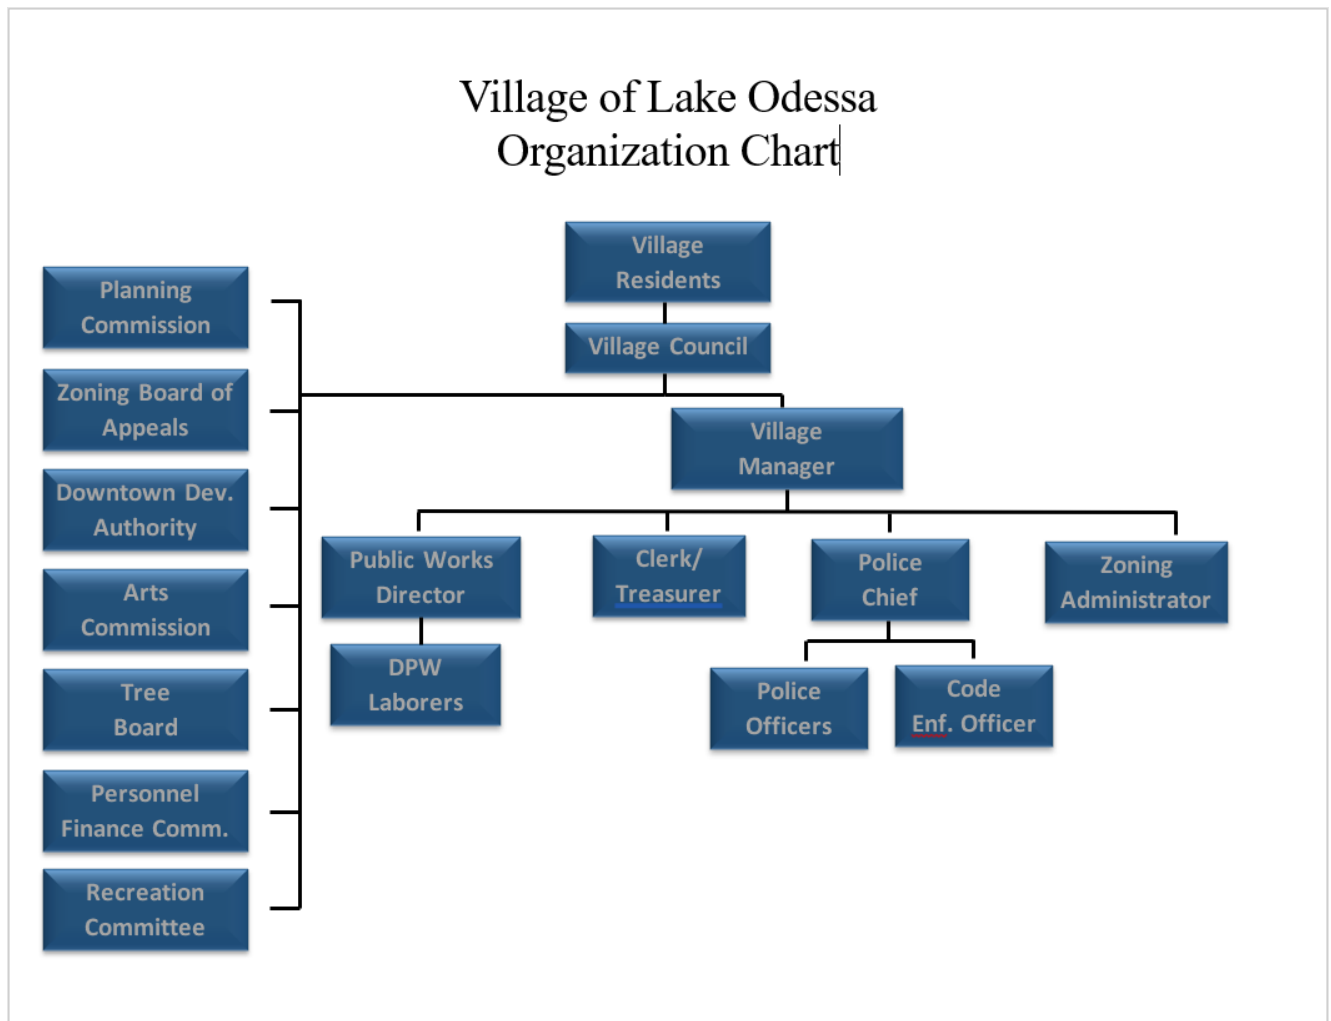 Village of Lake Odessa
Organization Chart
Village
Residents
Village Council
Village
Manager
Planning
Commission
Zoning Board of
Appeals
Downtown Dev.
Authority
Arts
Commission
Tree
Board
Personnel
Finance Comm.
Recreation
Committee
Public Works
Director
Clerk/
Treasurer
Police
Chief
Zoning
Administrator
DPW
Laborers
Police
Officers
Code
Enf. Officer